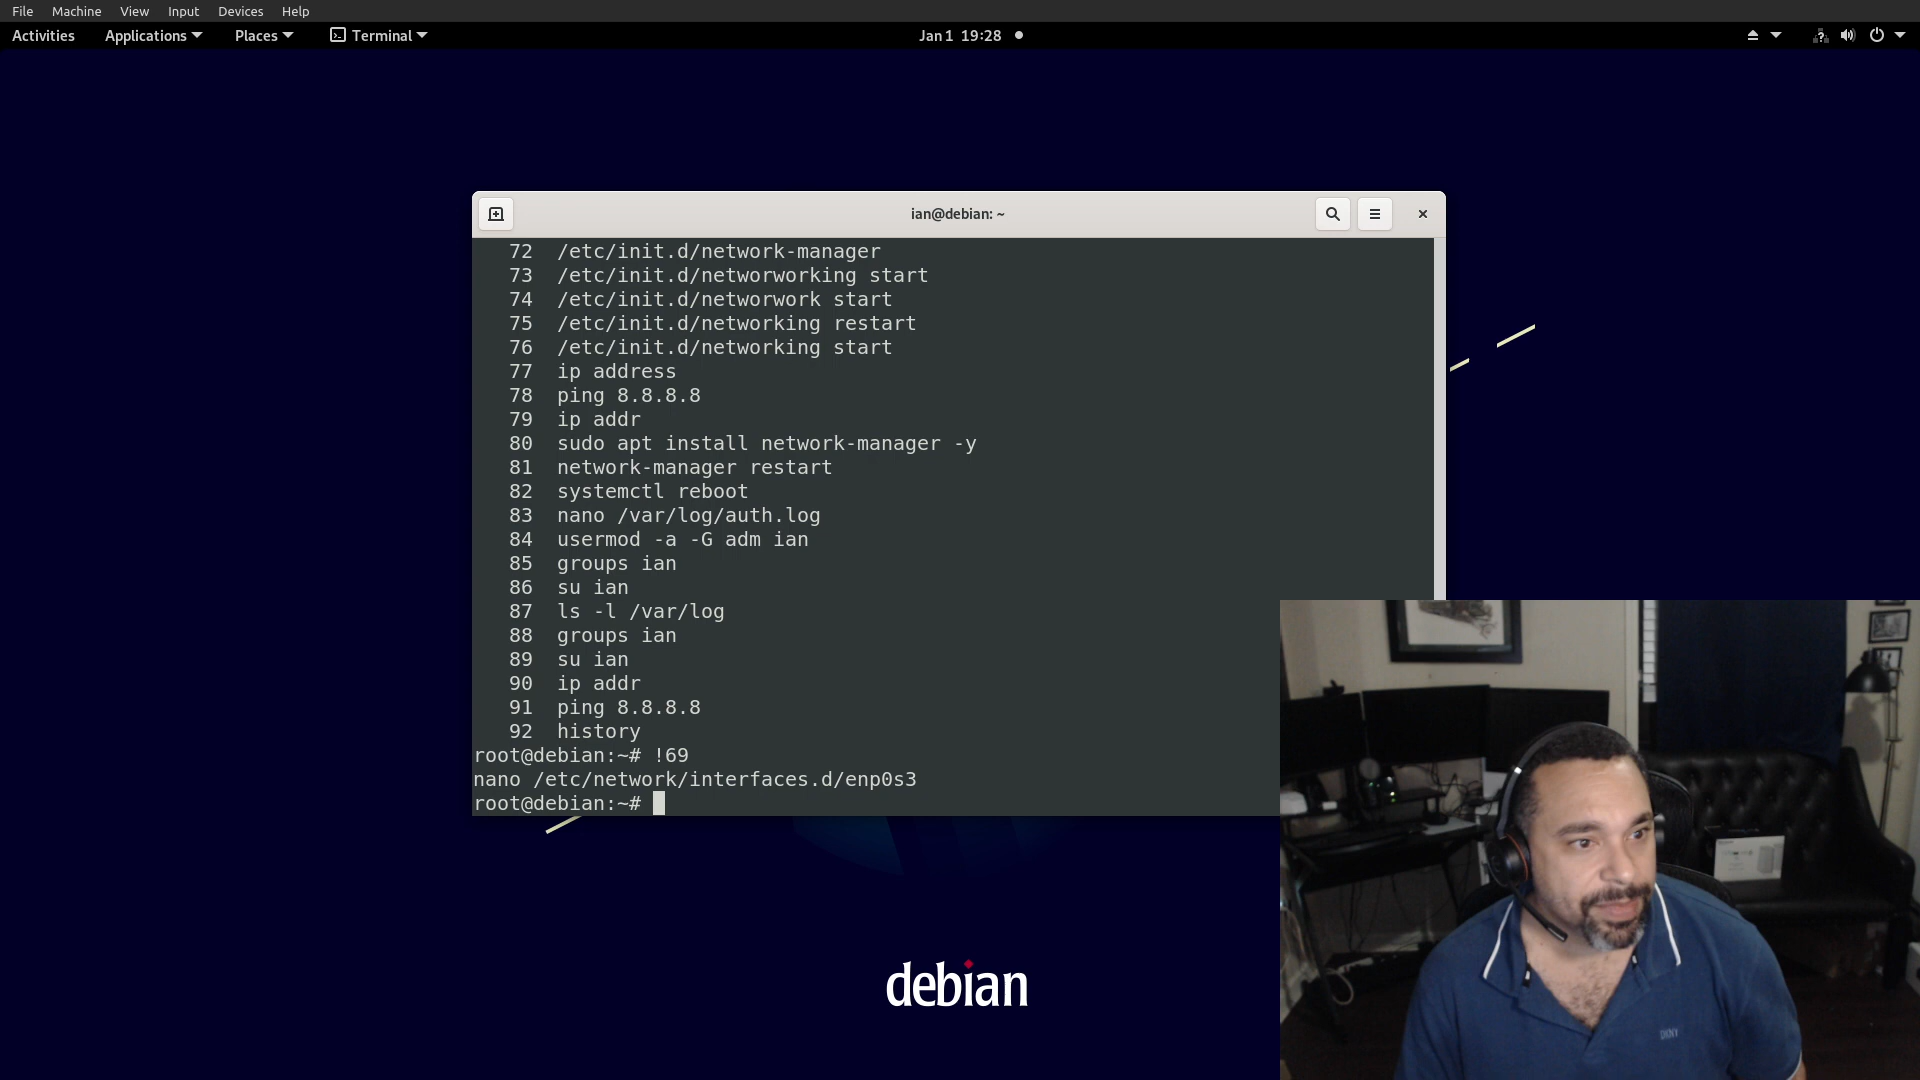 File Machine View Input Devices Help
Activities Applications Places Terminal Jan 1 19:28
ian@debian: ~
72 /etc/init.d/network-manager
73 /etc/init.d/networworking start
74 /etc/init.d/networwork start
75 /etc/init.d/networking restart
76 /etc/init.d/networking start
77 ip address
78 ping 8.8.8.8
79 ip addr
80 sudo apt install network-manager -y
81 network-manager restart
82 systemctl reboot
83 nano /var/log/auth.log
84 usermod -a -G adm ian
85 groups ian
86 su ian
87 ls -l /var/log
88 groups ian
89 su ian
90 ip addr
91 ping 8.8.8.8
92 history
root@debian:~# !69
nano /etc/network/interfaces.d/enp0s3
root@debian:~#
debian
DKNY